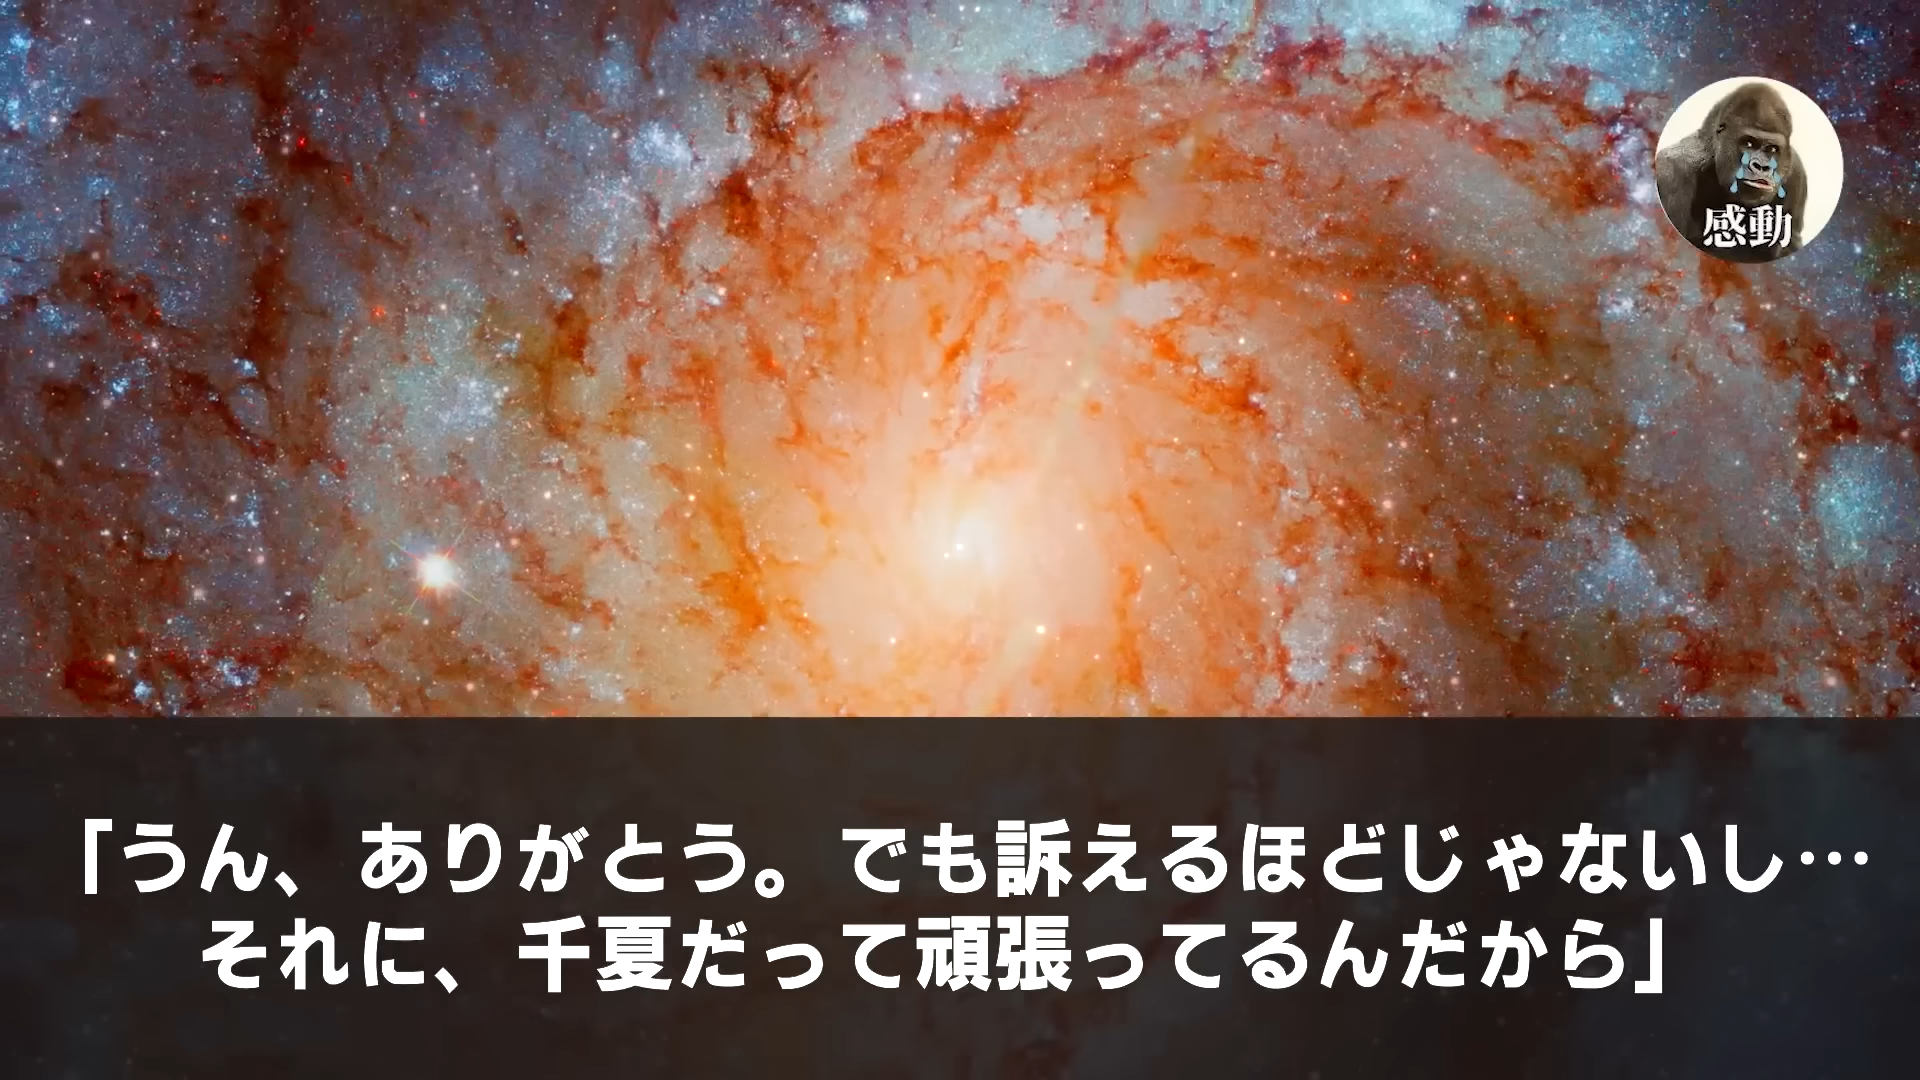 感動
「うん、ありがとう。でも訴えるほどじゃないし…
それに、千夏だって頑張ってるんだから」